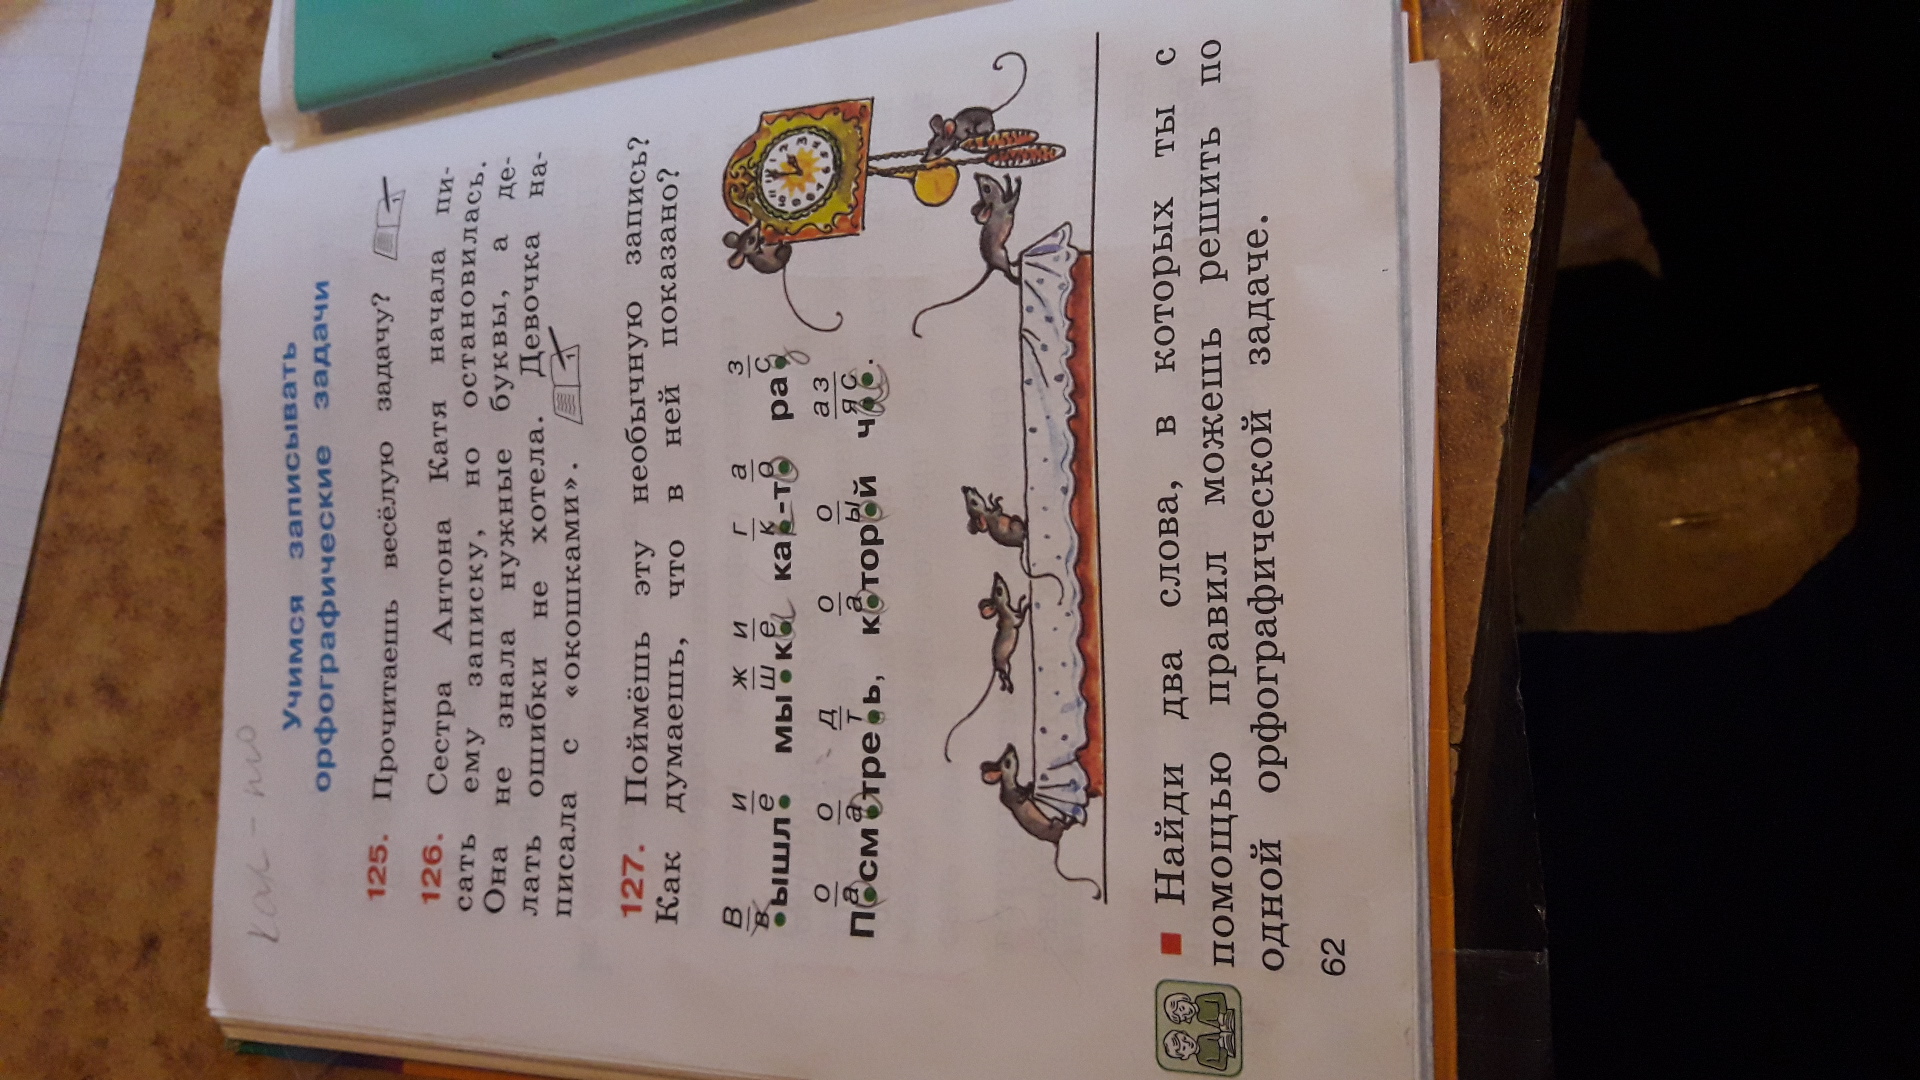 как-то
Учимся записывать
орфографические задачи
125. Прочитаешь весёлую задачу?
126. Сестра Антона Катя начала пи-
сать ему записку, но остановилась.
Она не знала нужные буквы, а де-
лать ошибки не хотела. Девочка на-
писала с «окошками».
127. Поймёшь эту необычную запись?
Как думаешь, что в ней показано?
В и ж и г а з
в е ш е к о с
•ышл• мы•к• ка•-т• ра•
о о д о о а з
а а т а ы я с
П•см•тре•ь, к•тор•й ч••.
■ Найди два слова, в которых ты с
помощью правил можешь решить по
одной орфографической задаче.
62